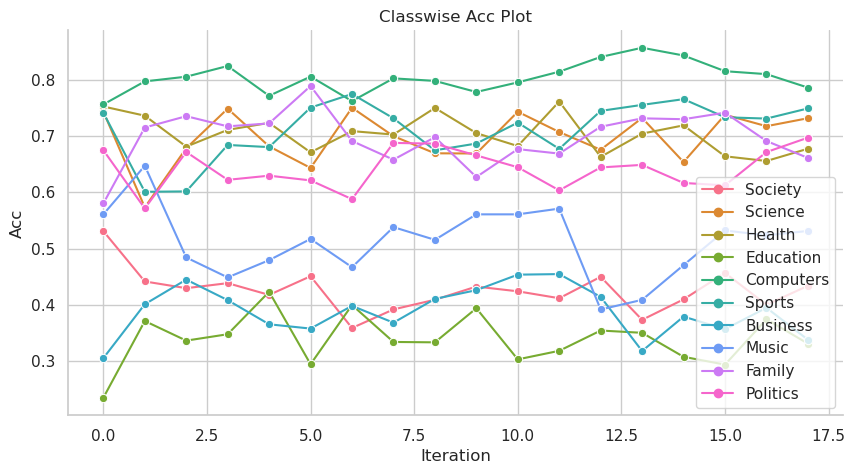 Classwise Acc Plot
Acc
0.8
0.7
0.6
0.5
0.4
0.3
Society
Science
Health
Education
Computers
Sports
Business
Music
Family
Politics
0.0 2.5 5.0 7.5 10.0 12.5 15.0 17.5
Iteration